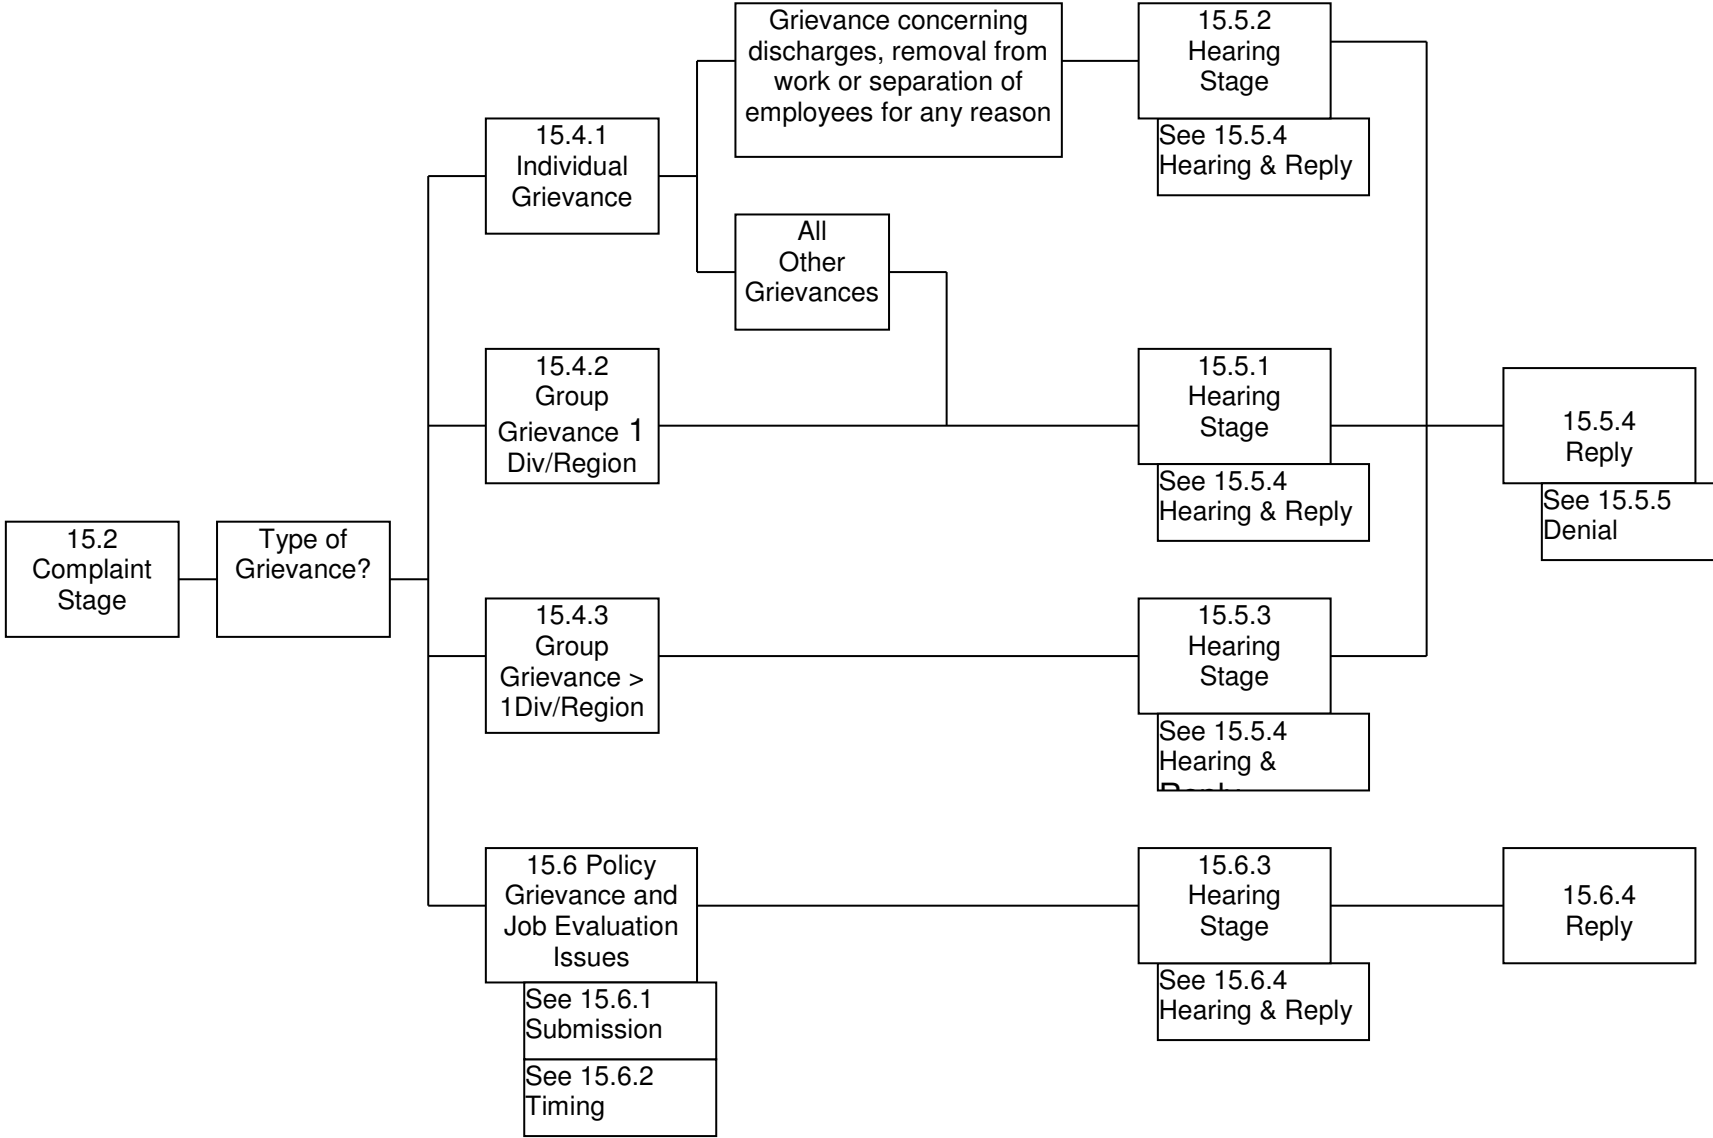 Grievance concerning
discharges, removal from
work or separation of
employees for any reason
15.5.2
Hearing
Stage
See 15.5.4
Hearing & Reply
15.4.1
Individual
Grievance
All
Other
Grievances
15.4.2
Group
Grievance 1
Div/Region
15.5.1
Hearing
Stage
See 15.5.4
Hearing & Reply
15.5.4
Reply
See 15.5.5
Denial
15.2
Complaint
Stage
Type of
Grievance?
15.4.3
Group
Grievance >
1Div/Region
15.5.3
Hearing
Stage
See 15.5.4
Hearing &
15.6 Policy
Grievance and
Job Evaluation
Issues
See 15.6.1
Submission
See 15.6.2
Timing
15.6.3
Hearing
Stage
See 15.6.4
Hearing & Reply
15.6.4
Reply